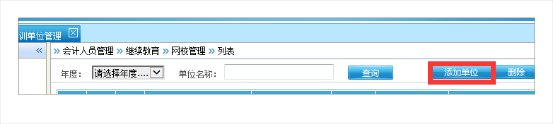 训单位管理
会计人员管理 » 继续教育 » 网核管理 » 列表
年度： 请选择年度.... 单位名称： 查询 添加单位 删除